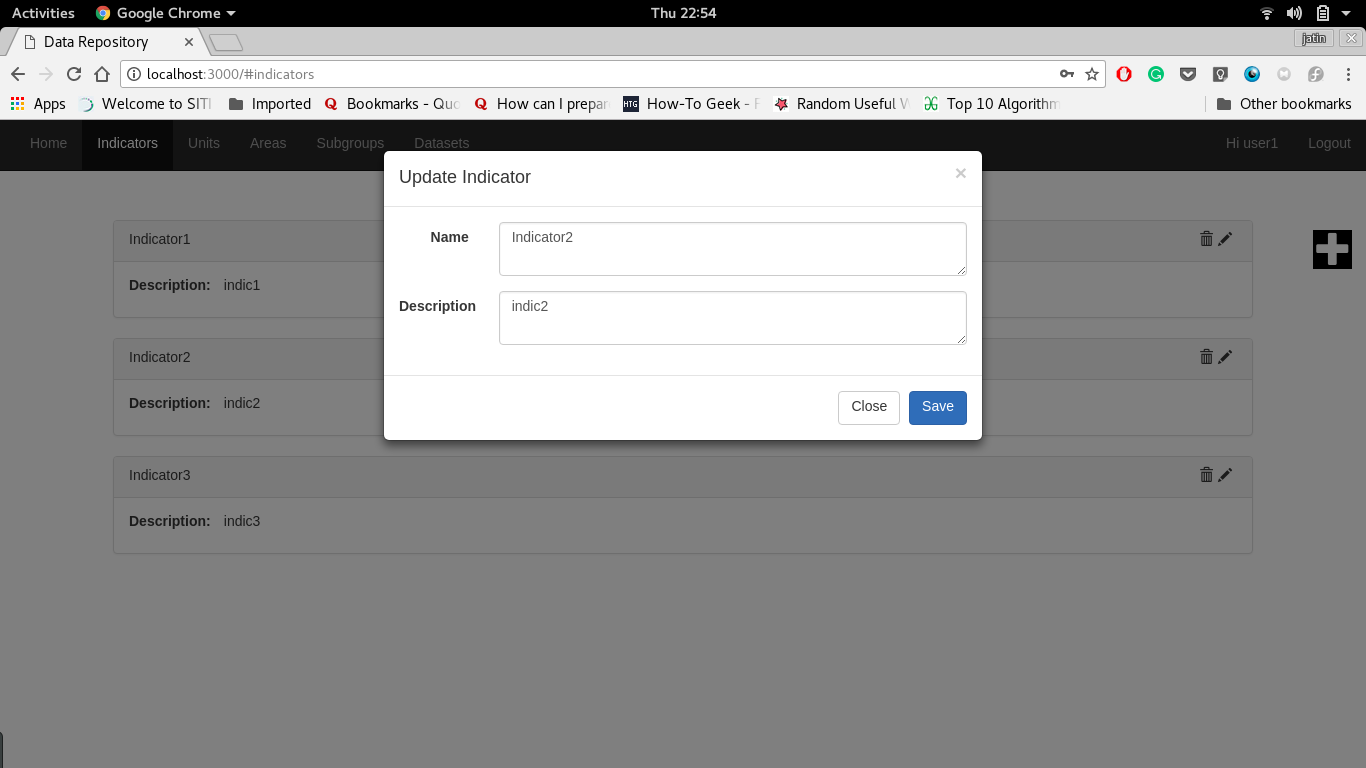 Activities Google Chrome Thu 22:54
Data Repository jatin
localhost:3000/#indicators
Apps Welcome to SITI Imported Bookmarks - Quo How can I prepar HTG How-To Geek - F Random Useful W Top 10 Algorithm Other bookmarks
Home Indicators Units Areas Subgroups Datasets Hi user1 Logout
Update Indicator ×
Name Indicator2
Description indic2
Close Save
Indicator1
Description: indic1
Indicator2
Description: indic2
Indicator3
Description: indic3